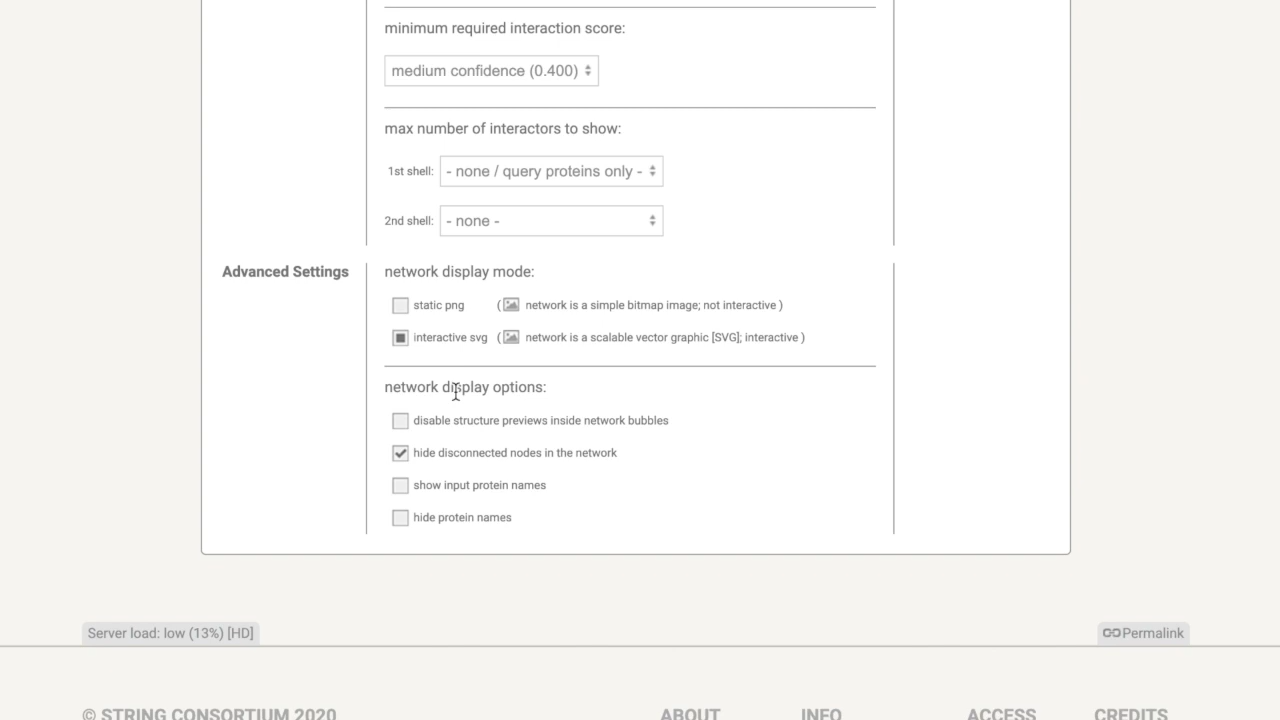 minimum required interaction score:
medium confidence (0.400)
max number of interactors to show:
1st shell: - none / query proteins only -
2nd shell: - none -
Advanced Settings network display mode:
static png ( network is a simple bitmap image; not interactive )
interactive svg ( network is a scalable vector graphic [SVG]; interactive )
network display options:
disable structure previews inside network bubbles
hide disconnected nodes in the network
show input protein names
hide protein names
Server load: low (13%) [HD] Permalink
© STRING CONSORTIUM 2020 ABOUT INFO ACCESS CREDITS